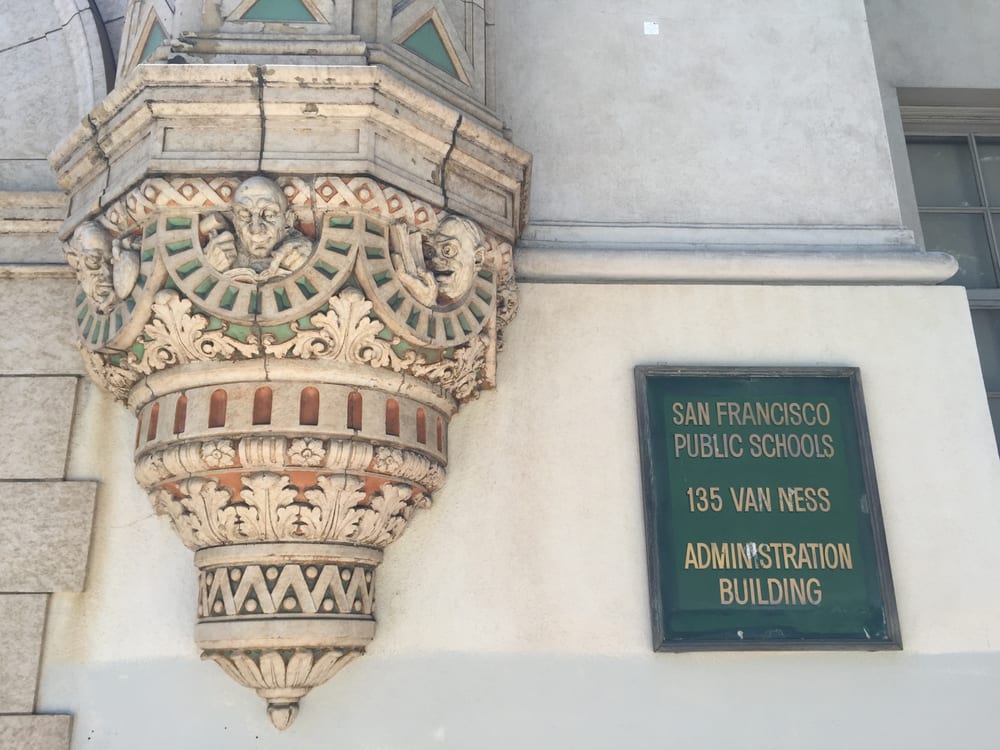 SAN FRANCISCO
PUBLIC SCHOOLS
135 VAN NESS
ADMINISTRATION
BUILDING